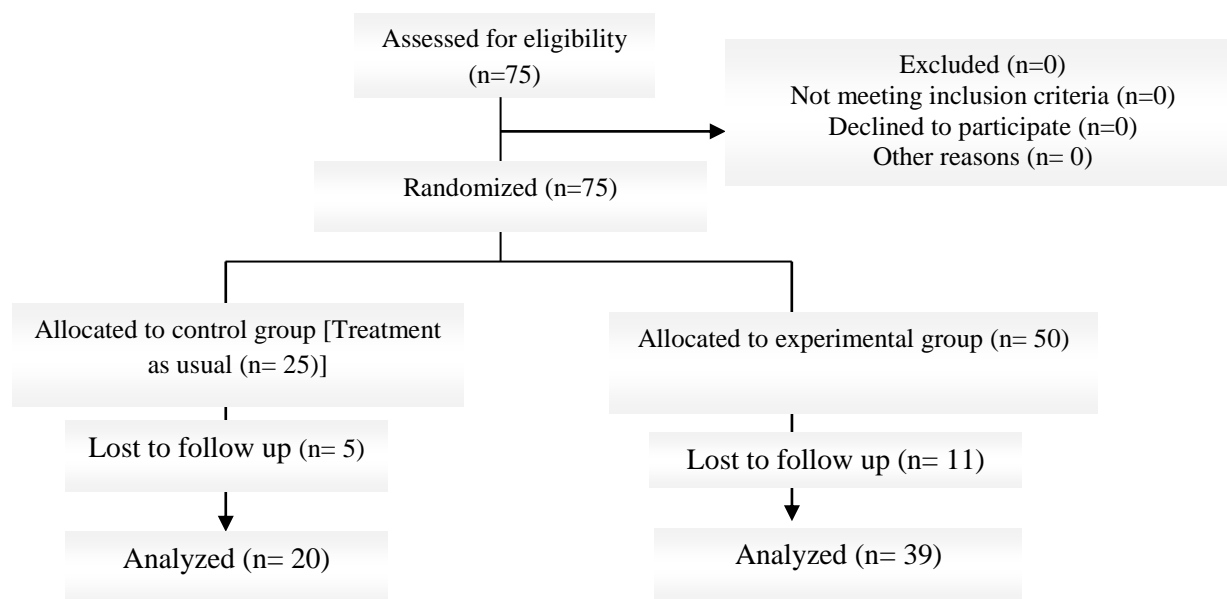 Assessed for eligibility
(n=75)
Excluded (n=0)
Not meeting inclusion criteria (n=0)
Declined to participate (n=0)
Other reasons (n= 0)
Randomized (n=75)
Allocated to control group [Treatment
as usual (n= 25)]
Allocated to experimental group (n= 50)
Lost to follow up (n= 5)
Lost to follow up (n= 11)
Analyzed (n= 20)
Analyzed (n= 39)